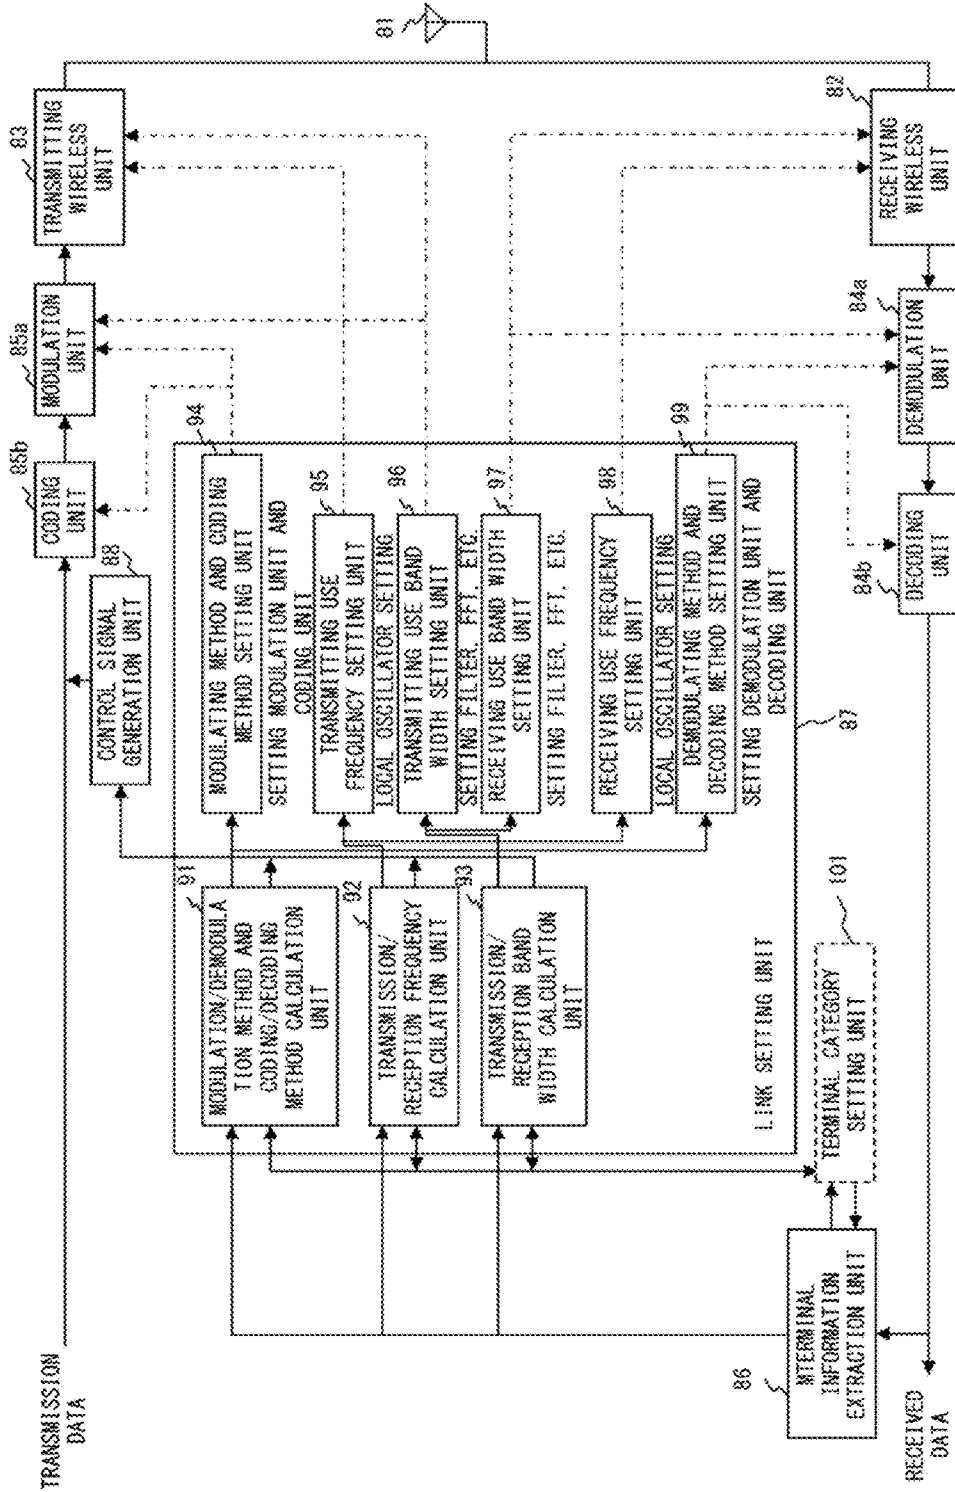 TRANSMISSION
DATA
85b
CODING
UNIT
85a
MODULATION
UNIT
83
TRANSMITTING
WIRELESS
UNIT
81
88
CONTROL SIGNAL
GENERATION UNIT
91
MODULATION/DEMODULA
TION METHOD AND
CODING/DECODING
METHOD CALCULATION
UNIT
92
TRANSMISSION/
RECEPTION FREQUENCY
CALCULATION UNIT
93
TRANSMISSION/
RECEPTION BAND
WIDTH CALCULATION
UNIT
94
MODULATING METHOD AND CODING
METHOD SETTING UNIT
SETTING MODULATION UNIT AND
CODING UNIT
95
TRANSMITTING USE
FREQUENCY SETTING UNIT
LOCAL OSCILLATOR SETTING
96
TRANSMITTING USE BAND
WIDTH SETTING UNIT
SETTING FILTER, FFT, ETC.
97
RECEIVING USE BAND WIDTH
SETTING UNIT
SETTING FILTER, FFT, ETC.
98
RECEIVING USE FREQUENCY
SETTING UNIT
LOCAL OSCILLATOR SETTING
99
DEMODULATING METHOD AND
DECODING METHOD SETTING UNIT
SETTING DEMODULATION UNIT AND
DECODING UNIT
LINK SETTING UNIT
87
101
TERMINAL CATEGORY
SETTING UNIT
86
MTERMINAL
INFORMATION
EXTRACTION UNIT
RECEIVED
DATA
84b
DECODING
UNIT
84a
DEMODULATION
UNIT
82
RECEIVING
WIRELESS
UNIT